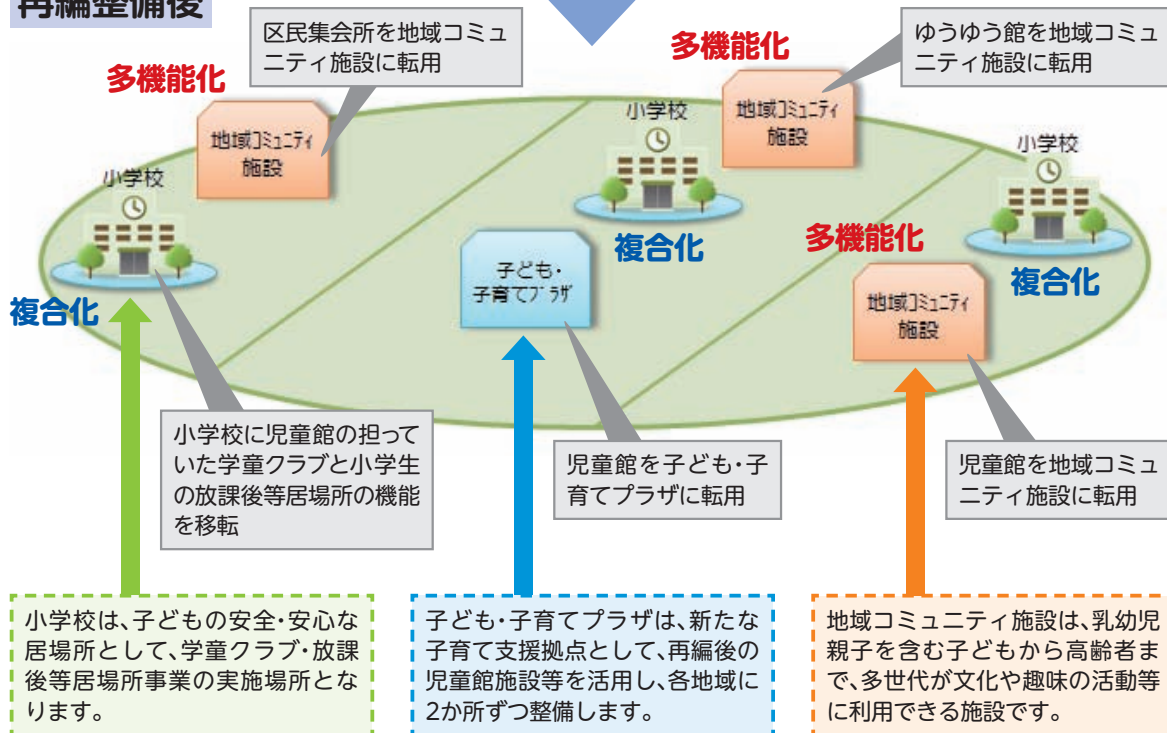 再編整備後
区民集会所を地域コミュ
ニティ施設に転用
ゆうゆう館を地域コミュ
ニティ施設に転用
多機能化
多機能化
地域コミュニティ
施設
小学校
地域コミュニティ
施設
小学校
小学校
複合化
多機能化
複合化
複合化
子ども・
子育てプラザ
地域コミュニティ
施設
小学校に児童館の担って
いた学童クラブと小学生
の放課後等居場所の機能
を移転
児童館を子ども・子
育てプラザに転用
児童館を地域コミュ
ニティ施設に転用
小学校は、子どもの安全・安心な
居場所として、学童クラブ・放課
後等居場所事業の実施場所とな
ります。
子ども・子育てプラザは、新たな
子育て支援拠点として、再編後の
児童館施設等を活用し、各地域に
2か所ずつ整備します。
地域コミュニティ施設は、乳幼児
親子を含む子どもから高齢者ま
で、多世代が文化や趣味の活動等
に利用できる施設です。